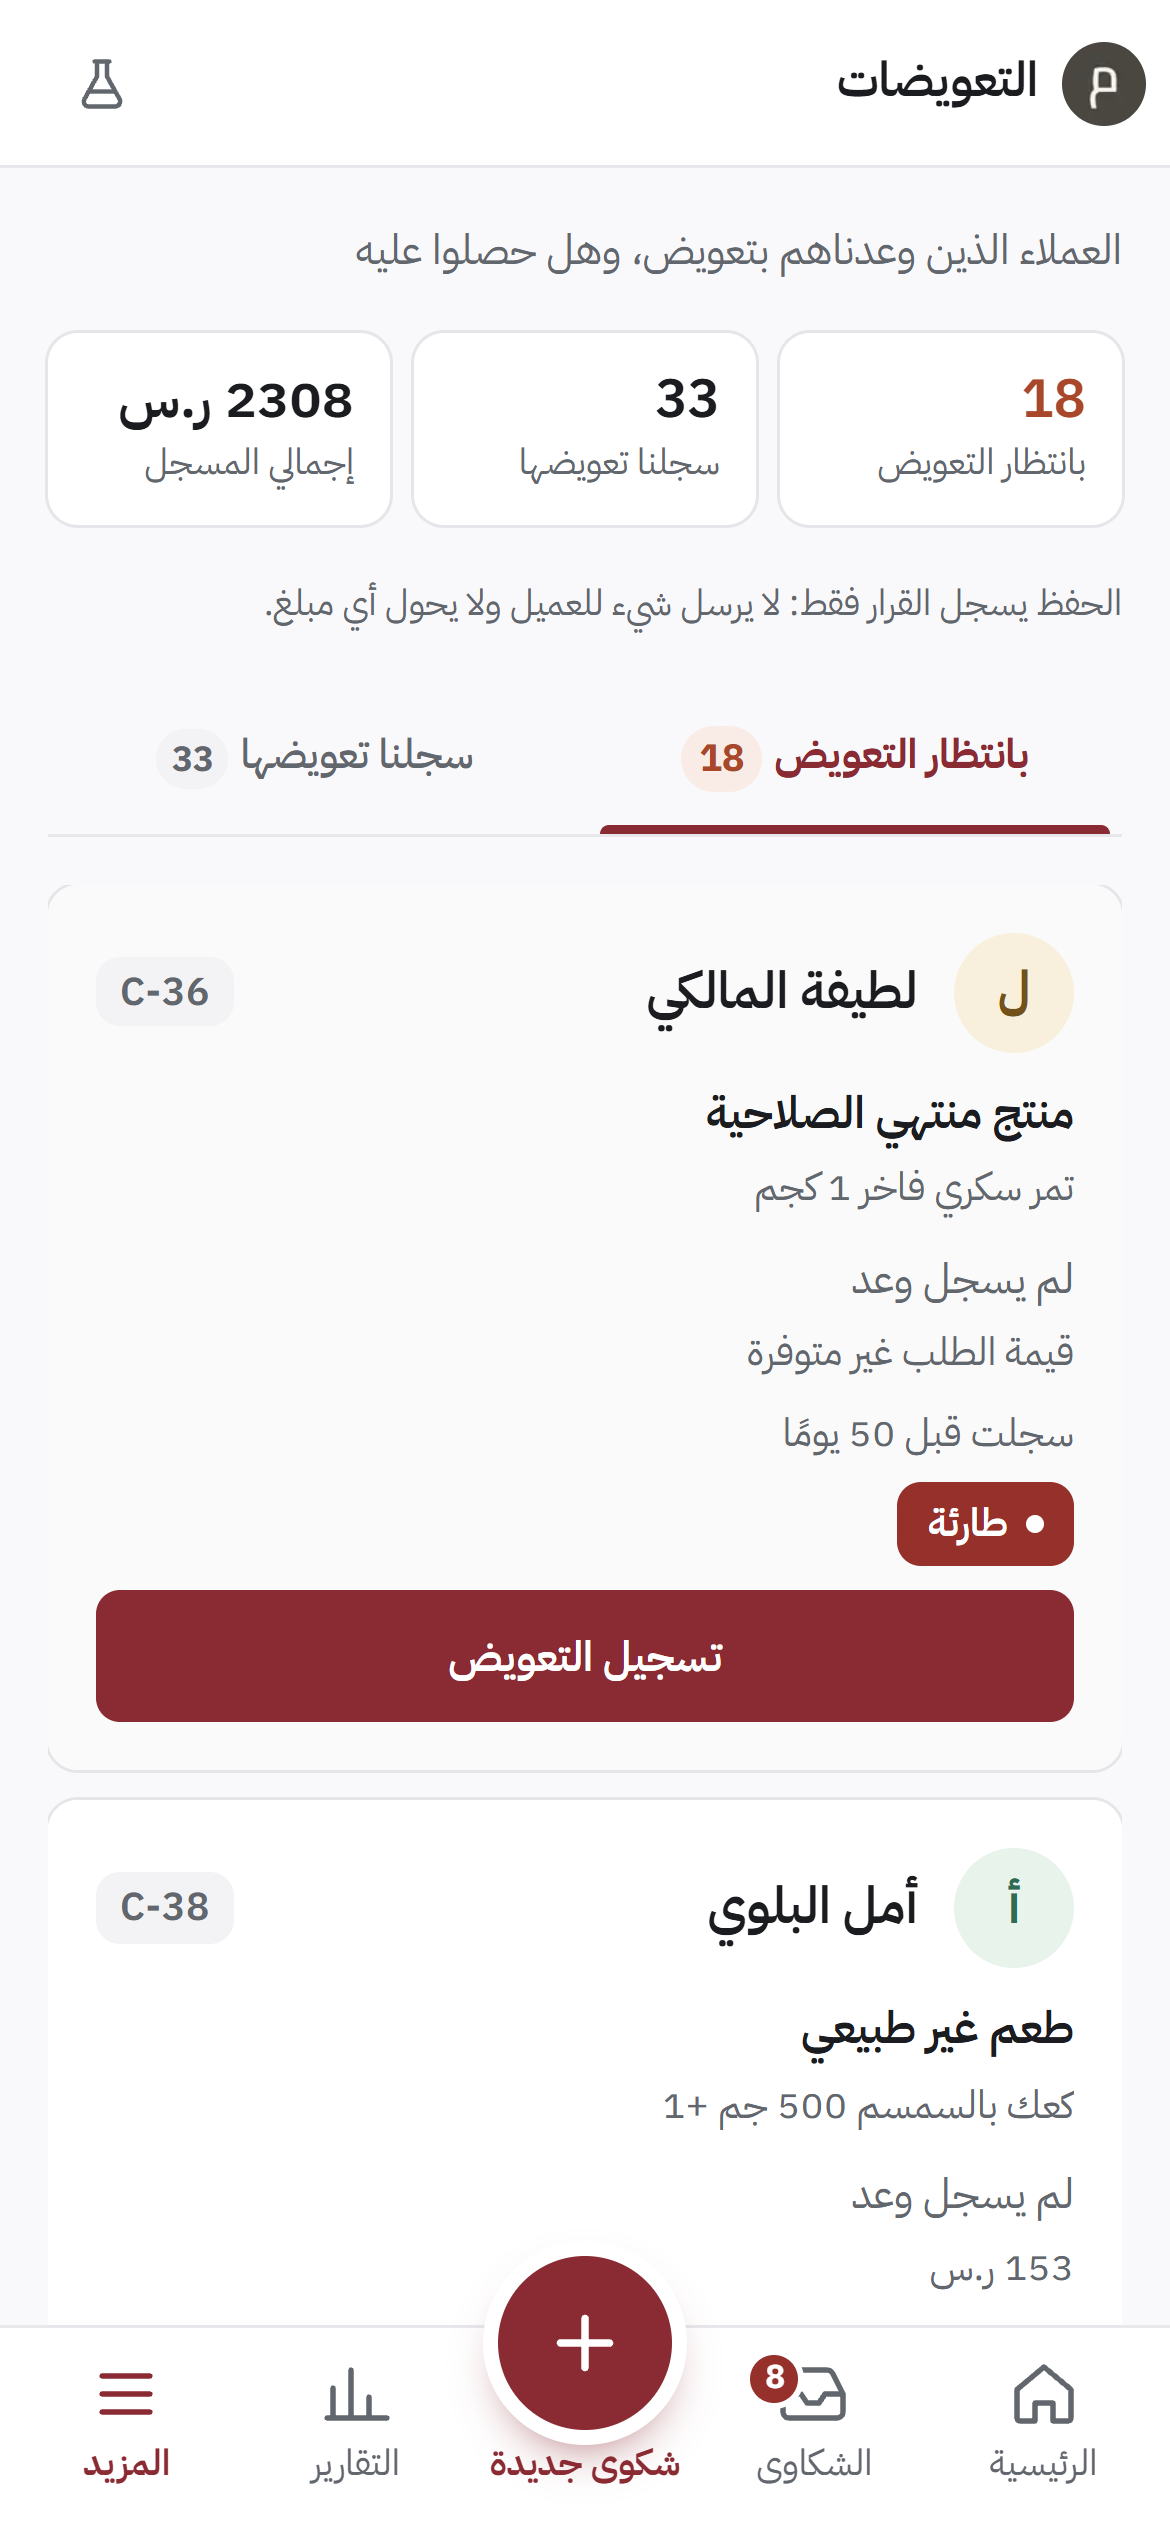 م
التعويضات
العملاء الذين وعدناهم بتعويض، وهل حصلوا عليه
18
بانتظار التعويض
33
سجلنا تعويضها
2308 ر.س
إجمالي المسجل
الحفظ يسجل القرار فقط: لا يرسل شيء للعميل ولا يحول أي مبلغ.
بانتظار التعويض 18
سجلنا تعويضها 33
ل
لطيفة المالكي
C-36
منتج منتهي الصلاحية
تمر سكري فاخر 1 كجم
لم يسجل وعد
قيمة الطلب غير متوفرة
سجلت قبل 50 يومًا
طارئة
تسجيل التعويض
أ
أمل البلوي
C-38
طعم غير طبيعي
كعك بالسمسم 500 جم +1
لم يسجل وعد
153 ر.س
الرئيسية
8
الشكاوى
شكوى جديدة
التقارير
المزيد